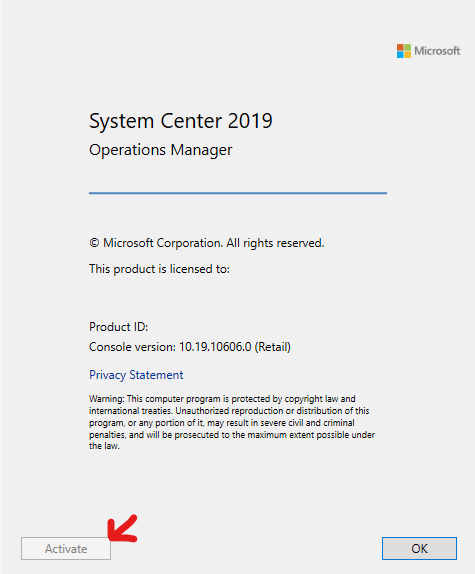 Microsoft
System Center 2019
Operations Manager
© Microsoft Corporation. All rights reserved.
This product is licensed to:
Product ID:
Console version: 10.19.10606.0 (Retail)
Privacy Statement
Warning: This computer program is protected by copyright law and
international treaties. Unauthorized reproduction or distribution of this
program, or any portion of it, may result in severe civil and criminal
penalties, and will be prosecuted to the maximum extent possible under
the law.
Activate
OK